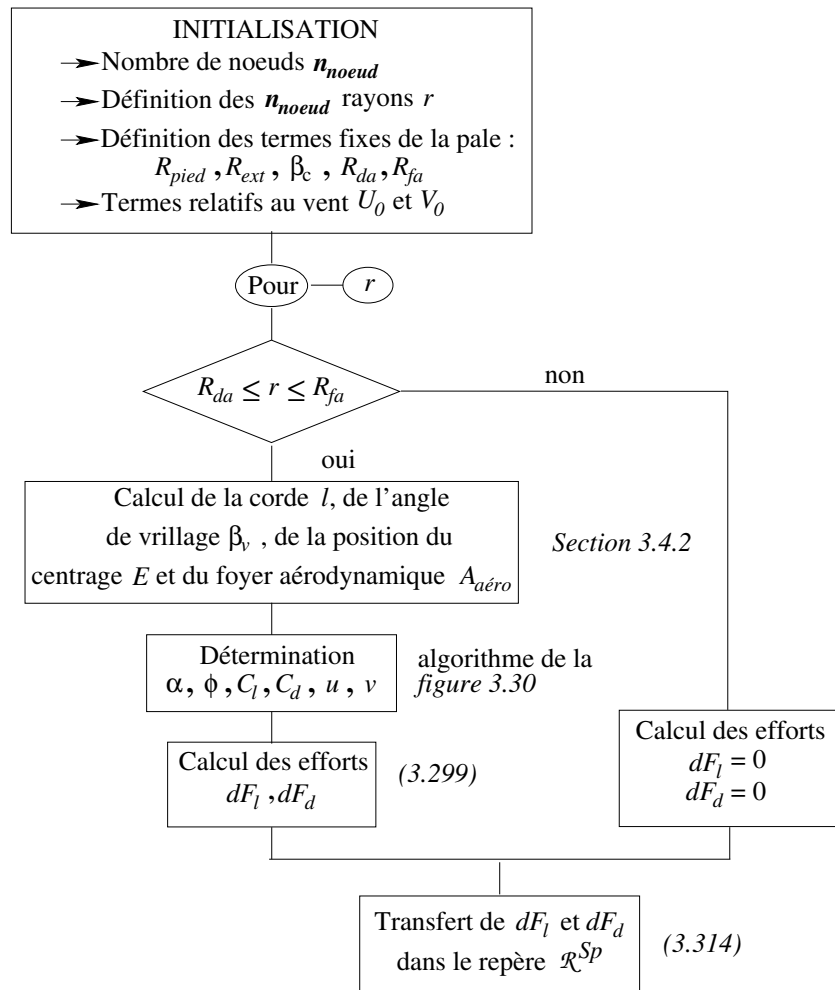 INITIALISATION
Nombre de noeuds n_noeud
Définition des n_noeud rayons r
Définition des termes fixes de la pale :
R_pied , R_ext , β_c , R_da , R_fa
Termes relatifs au vent U_0 et V_0
Pour
r
R_da ≤ r ≤ R_fa
non
oui
Calcul de la corde l, de l'angle
de vrillage β_v , de la position du
centrage E et du foyer aérodynamique A_aéro
Section 3.4.2
Détermination
α, φ, C_l, C_d, u, v
algorithme de la
figure 3.30
Calcul des efforts
dF_l , dF_d
(3.299)
Calcul des efforts
dF_l = 0
dF_d = 0
Transfert de dF_l et dF_d
dans le repère ℛ^Sp
(3.314)